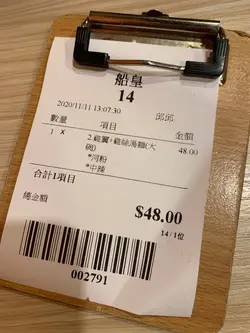 船皇
14
2020/11/11 13:07:30 邱邱
數量 項目 金額
1 X 2.雞翼+雞絲湯麵(大 48.00
碗)
*河粉
*中辣
合計1項目
總金額 $48.00
14 / 1位
002791